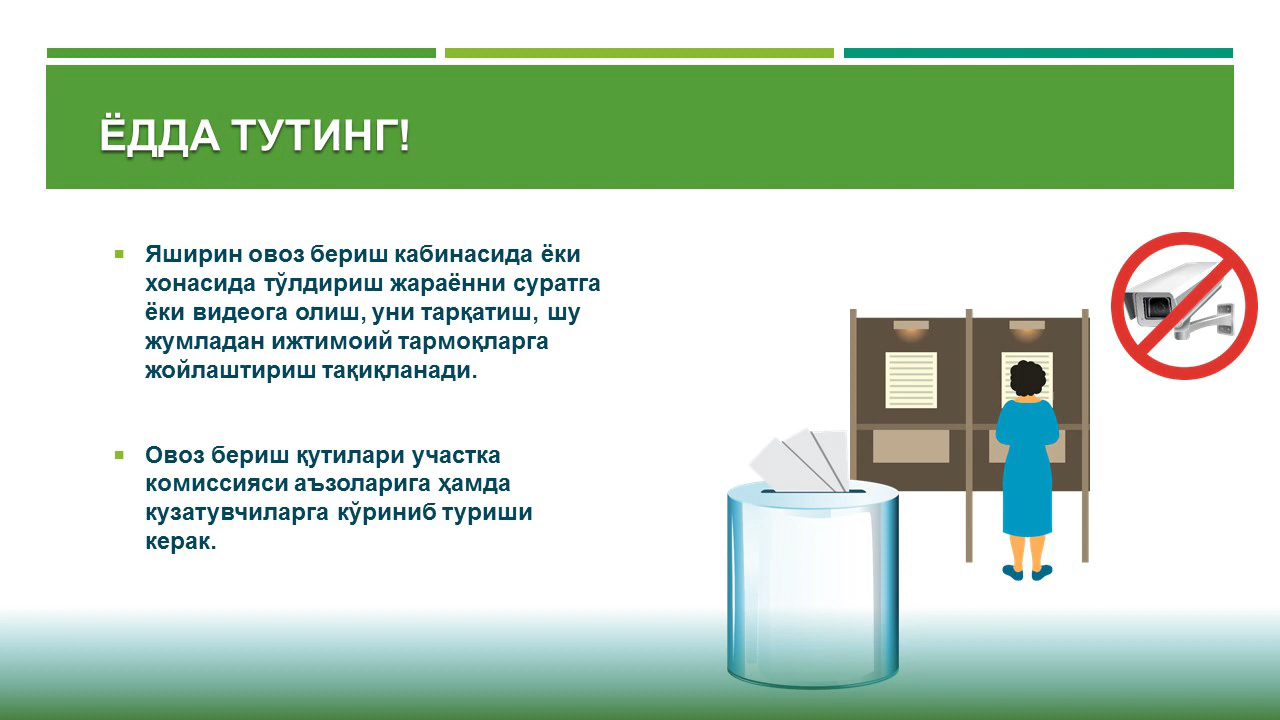 ЁДДА ТУТИНГ!
Яширин овоз бериш кабинасида ёки
хонасида тўлдириш жараённи суратга
ёки видеога олиш, уни тарқатиш, шу
жумладан ижтимоий тармоқларга
жойлаштириш тақиқланади.
Овоз бериш қутилари участка
комиссияси аъзоларига ҳамда
кузатувчиларга кўриниб туриши
керак.